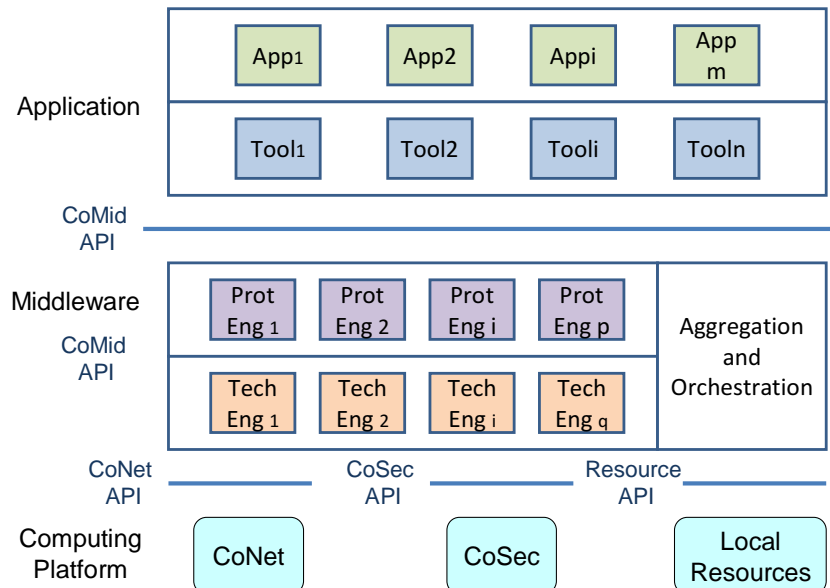 App1
App2
Appi
App
m
Application
Tool1
Tool2
Tooli
Tooln
CoMid
API
Middleware
Prot
Eng 1
Prot
Eng 2
Prot
Eng i
Prot
Eng p
Aggregation
and
Orchestration
CoMid
API
Tech
Eng 1
Tech
Eng 2
Tech
Eng i
Tech
Eng q
CoNet
API
CoSec
API
Resource
API
Computing
Platform
CoNet
CoSec
Local
Resources